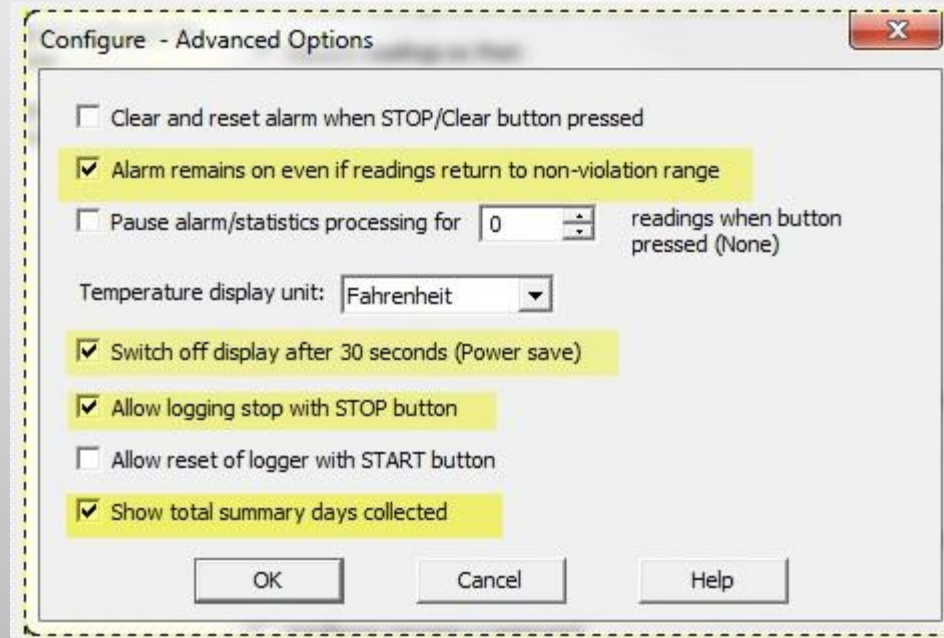 Configure - Advanced Options
Clear and reset alarm when STOP/Clear button pressed
Alarm remains on even if readings return to non-violation range
Pause alarm/statistics processing for 0 readings when button
pressed (None)
Temperature display unit: Fahrenheit
Switch off display after 30 seconds (Power save)
Allow logging stop with STOP button
Allow reset of logger with START button
Show total summary days collected
OK Cancel Help